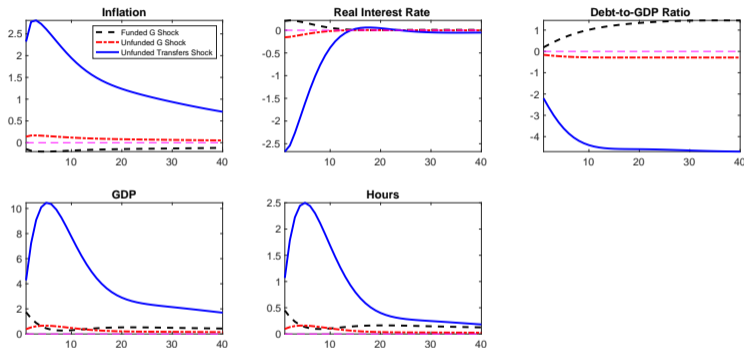 Inflation
2.5
2
1.5
1
0.5
0
10 20 30 40
Funded G Shock
Unfunded G Shock
Unfunded Transfers Shock
Real Interest Rate
0
-0.5
-1
-1.5
-2
-2.5
10 20 30 40
Debt-to-GDP Ratio
1
0
-1
-2
-3
-4
10 20 30 40
GDP
10
8
6
4
2
0
10 20 30 40
Hours
2.5
2
1.5
1
0.5
0
10 20 30 40